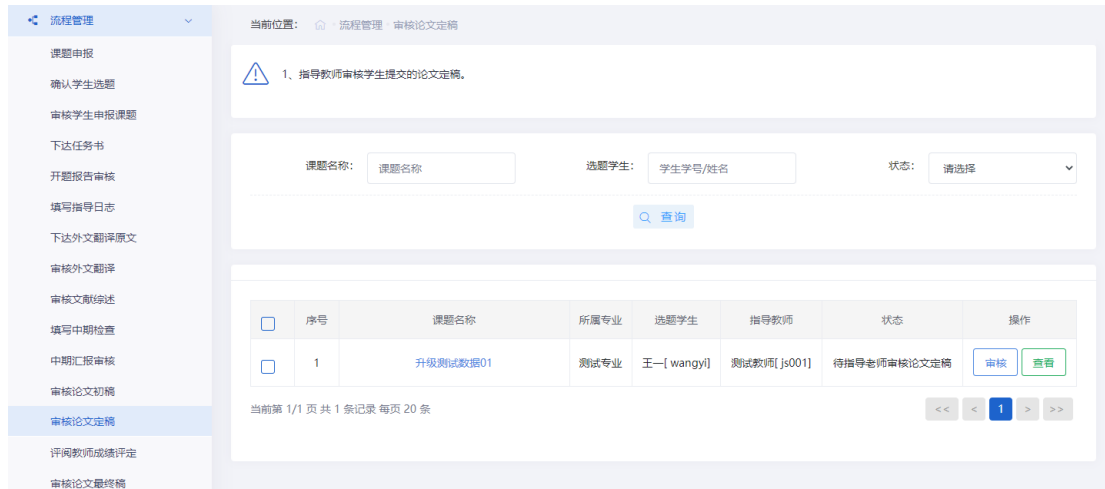 流程管理
课题申报
确认学生选题
审核学生申报课题
下达任务书
开题报告审核
填写指导日志
下达外文翻译原文
审核外文翻译
审核文献综述
填写中期检查
中期汇报审核
审核论文初稿
审核论文定稿
评阅教师成绩评定
审核论文最终稿
当前位置： 流程管理 审核论文定稿
1、指导教师审核学生提交的论文定稿。
课题名称： 课题名称 选题学生： 学生学号/姓名 状态： 请选择
查询
序号 课题名称 所属专业 选题学生 指导教师 状态 操作
1 升级测试数据01 测试专业 王一[ wangyi] 测试教师[ js001] 待指导老师审核论文定稿 审核 查看
当前第 1/1 页 共 1 条记录 每页 20 条 << < 1 > >>